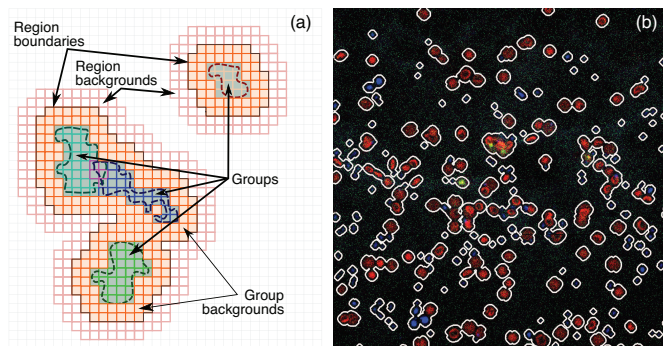 (a)
Region
boundaries
Region
backgrounds
Groups
Group
backgrounds
(b)